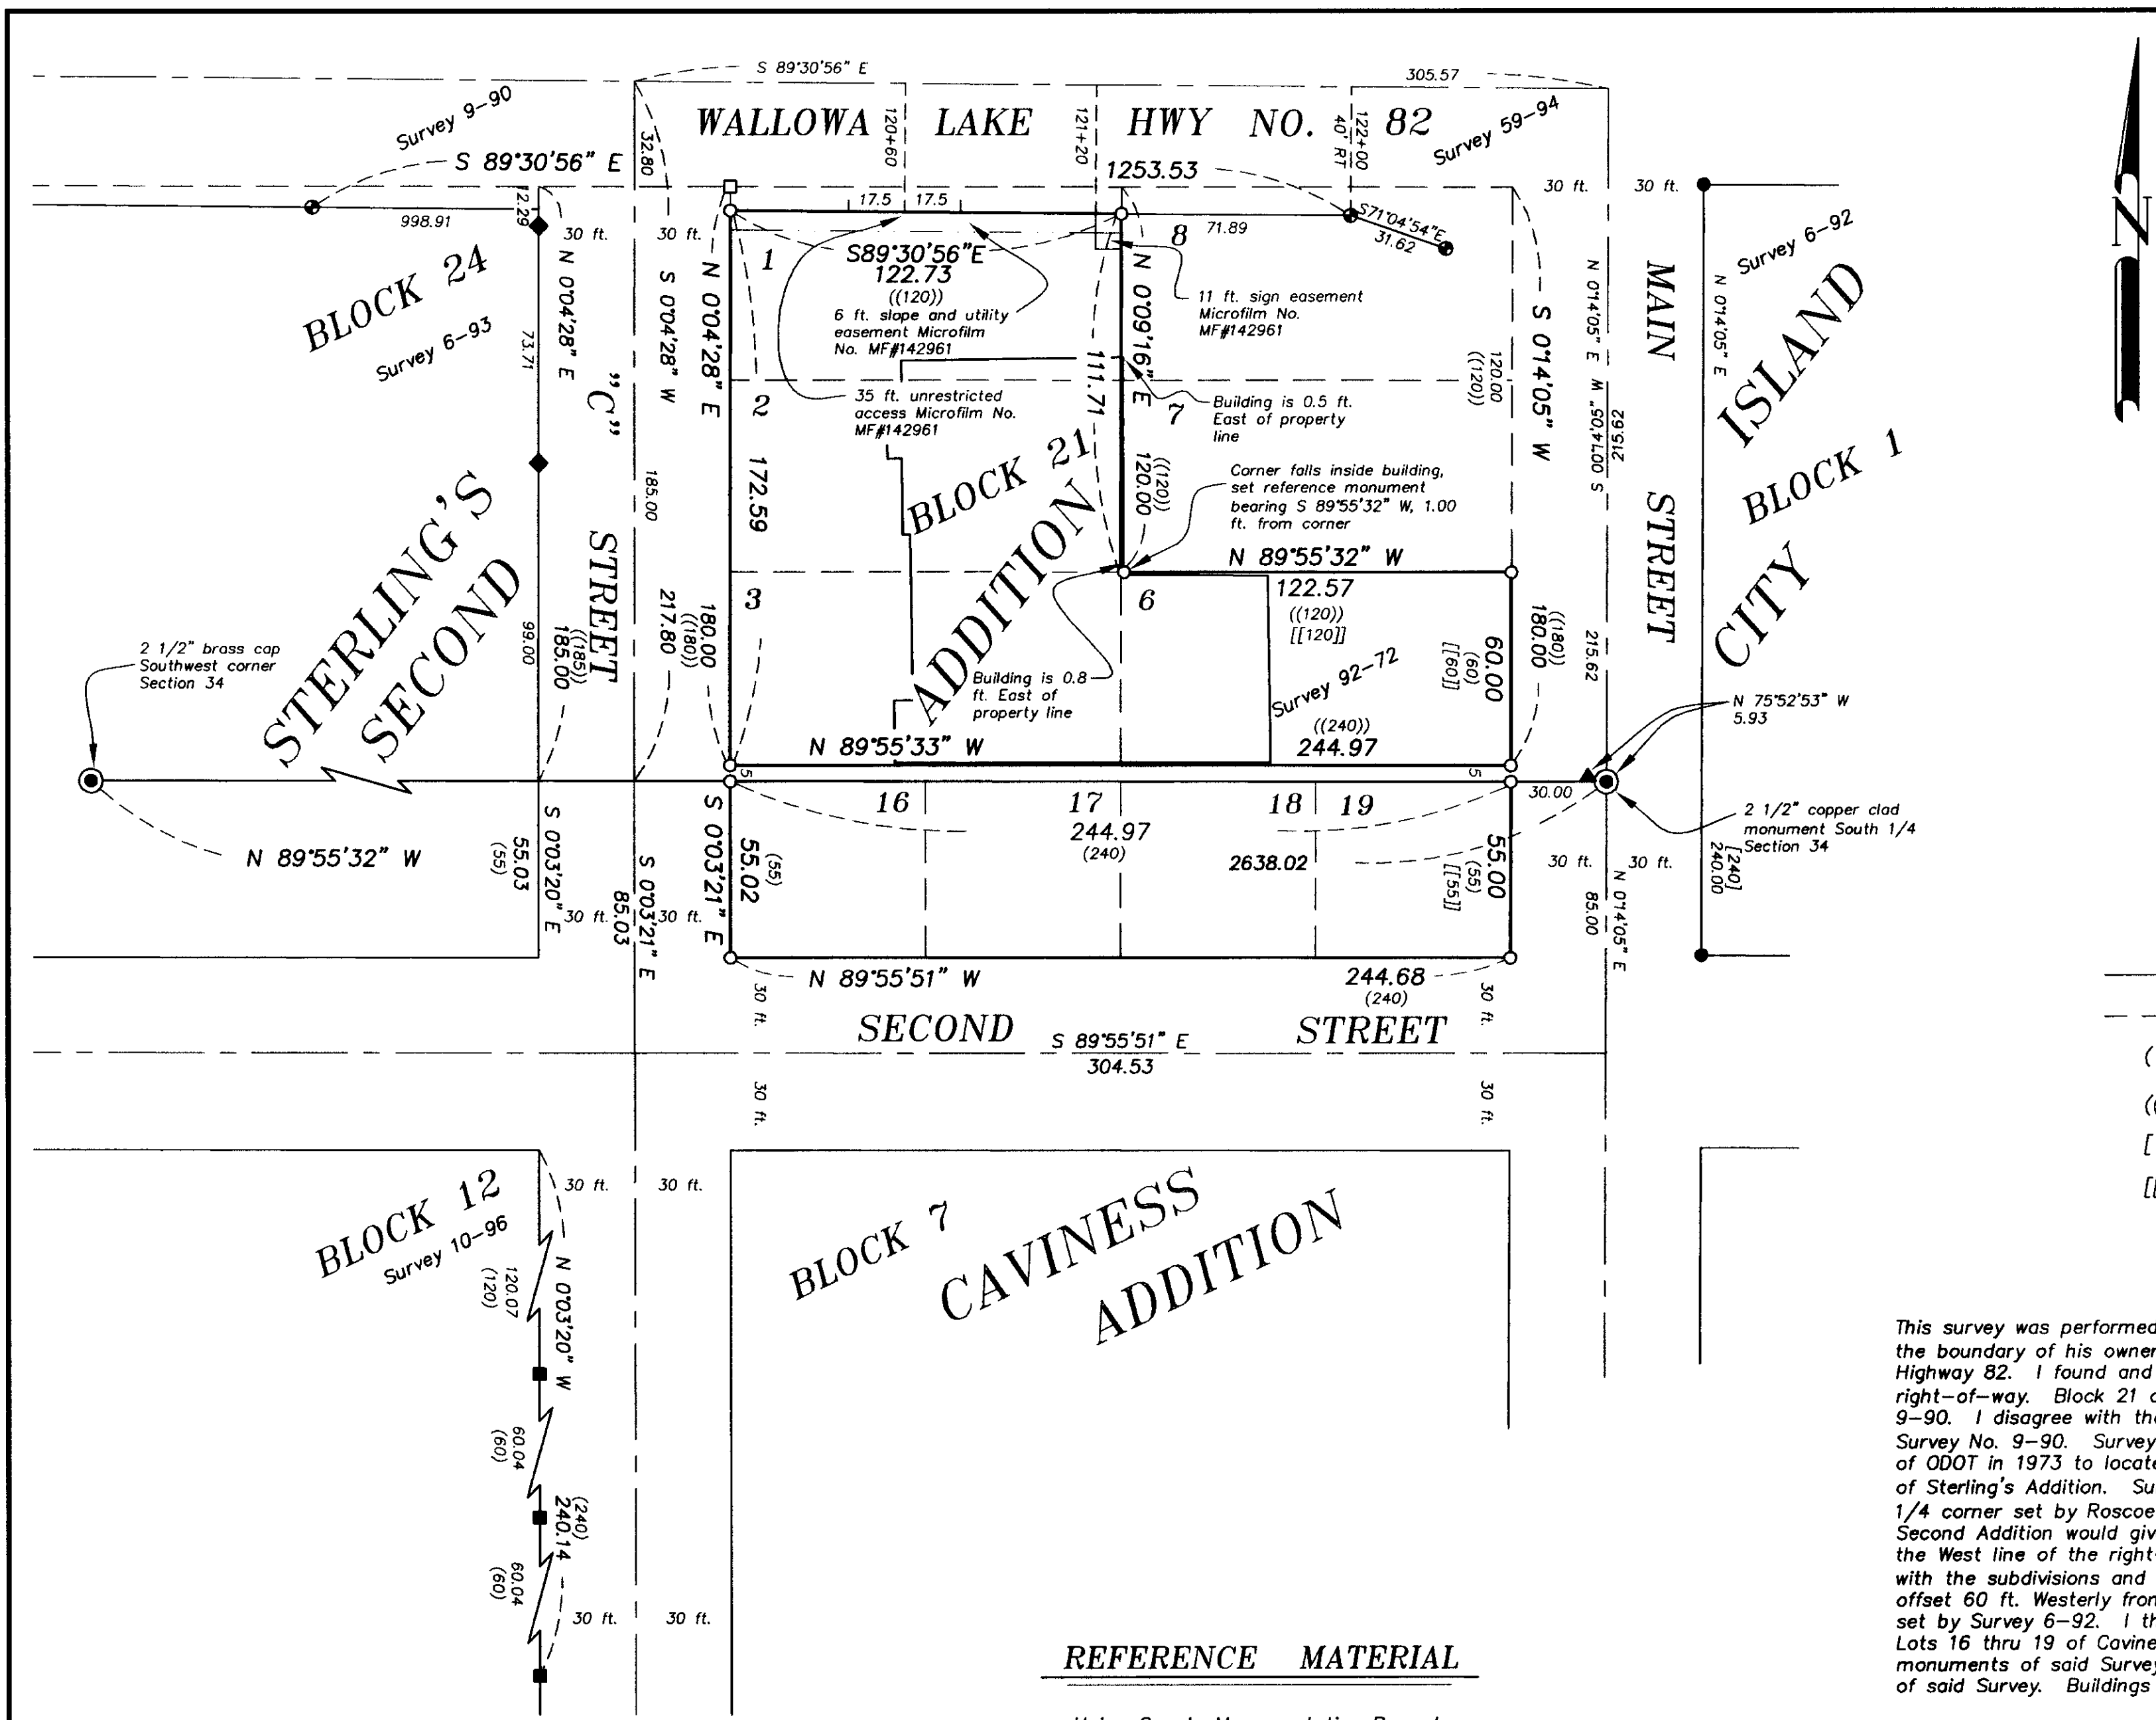 S 89°30'56" E
305.57
Survey 9-90
WALLOWA LAKE HWY NO. 82
Survey 59-94
120+60
121+20
122+00
40' RT
32.80
S 89°30'56" E
1253.53
30 ft.
30 ft.
12.29
998.91
30 ft.
30 ft.
17.5
17.5
S71°04'54"E
31.62
71.89
1
8
S89°30'56"E
122.73
((120))
Survey 6-92
BLOCK 24
Survey 6-93
73.71
N 0°04'28" E
S 0°04'28" W
N 0°04'28" E
6 ft. slope and utility
easement Microfilm
No. MF#142961
11 ft. sign easement
Microfilm No.
MF#142961
N 0°09'16" E
111.71
120.00
((120))
S 0°14'05" W
N 0°14'05" E
S 00°14'05" W
215.62
MAIN STREET
N 0°14'05" E
ISLAND CITY
BLOCK 1
"C" STREET
2
35 ft. unrestricted
access Microfilm No.
MF#142961
7
Building is 0.5 ft.
East of property
line
172.59
185.00
BLOCK 21
ADDITION
((120))
120.00
Corner falls inside building,
set reference monument
bearing S 89°55'32" W, 1.00
ft. from corner
N 89°55'32" W
122.57
((120))
[[120]]
STERLING'S
SECOND
3
6
217.80
180.00
((180))
((185))
185.00
99.00
2 1/2" brass cap
Southwest corner
Section 34
Building is 0.8
ft. East of
property line
Survey 92-72
60.00
(60)
[[60]]
((180))
180.00
215.62
N 75°52'53" W
5.93
N 89°55'33" W
((240))
244.97
5
5
16
17
18
19
30.00
244.97
(240)
2638.02
2 1/2" copper clad
monument South 1/4
Section 34
N 89°55'32" W
S 0°03'20" E
55.03
(55)
S 0°03'21" E
85.03
S 0°03'21" E
55.02
(55)
55.00
(55)
[[55]]
30 ft.
30 ft.
30 ft.
30 ft.
N 0°14'05" E
85.00
[240]
240.00
N 89°55'51" W
244.68
(240)
30 ft.
30 ft.
SECOND STREET
S 89°55'51" E
304.53
30 ft.
30 ft.
BLOCK 12
Survey 10-96
30 ft.
30 ft.
BLOCK 7
CAVINESS
ADDITION
120.07
(120)
N 0°03'20" W
60.04
(60)
(240)
240.14
60.04
(60)
30 ft.
30 ft.
This survey was performed
the boundary of his owner
Highway 82. I found and
right-of-way. Block 21
9-90. I disagree with th
Survey No. 9-90. Survey
of ODOT in 1973 to locat
of Sterling's Addition. Su
1/4 corner set by Roscoe
Second Addition would giv
the West line of the right
with the subdivisions and
offset 60 ft. Westerly fron
set by Survey 6-92. I th
Lots 16 thru 19 of Cavine
monuments of said Survey
of said Survey. Buildings
REFERENCE MATERIAL
N